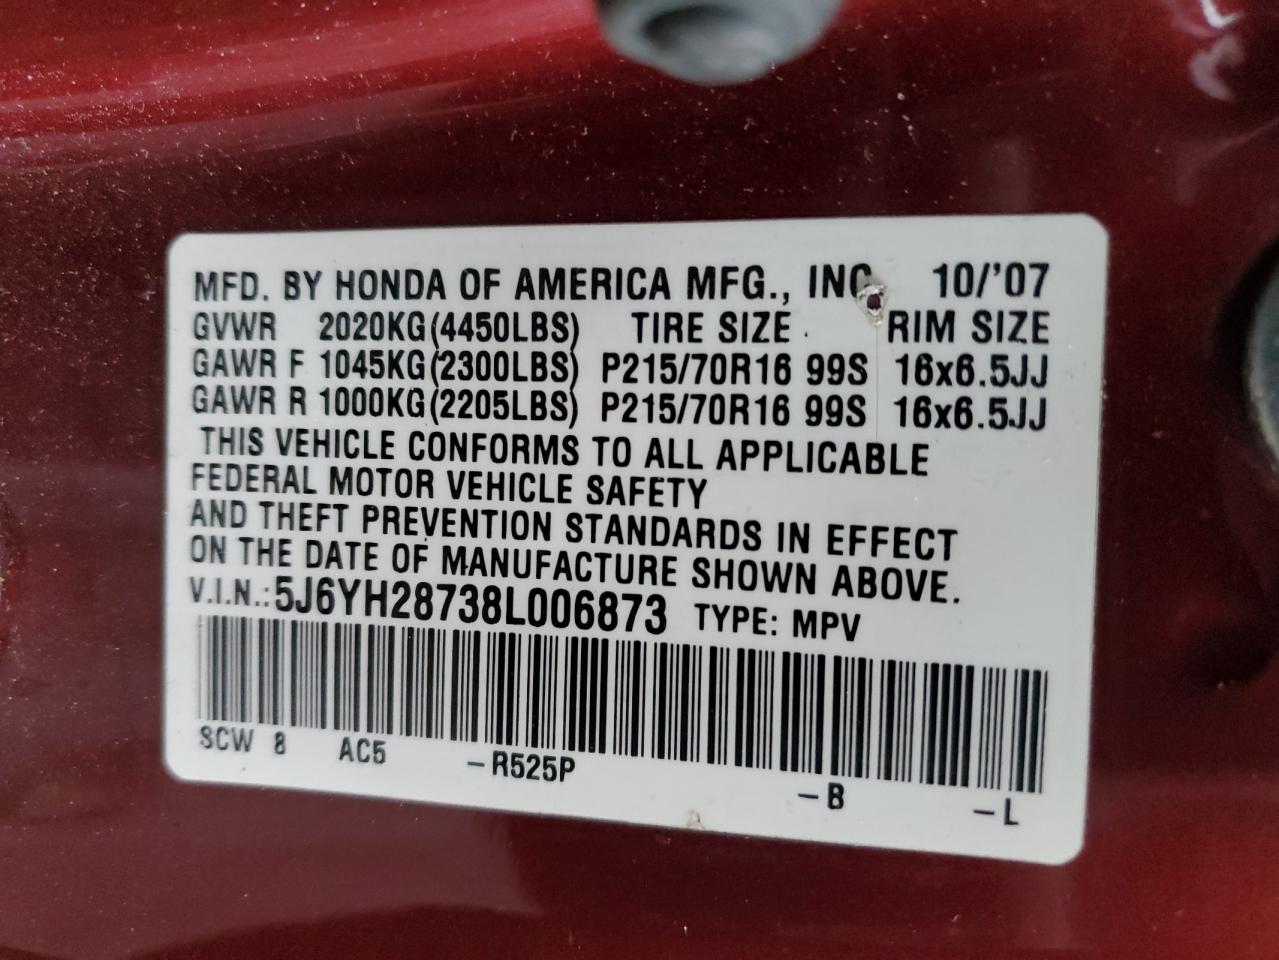 MFD. BY HONDA OF AMERICA MFG., INC 10/'07
GVWR 2020KG(4450LBS) TIRE SIZE RIM SIZE
GAWR F 1045KG(2300LBS) P215/70R16 99S 16x6.5JJ
GAWR R 1000KG(2205LBS) P215/70R16 99S 16x6.5JJ
THIS VEHICLE CONFORMS TO ALL APPLICABLE
FEDERAL MOTOR VEHICLE SAFETY
AND THEFT PREVENTION STANDARDS IN EFFECT
ON THE DATE OF MANUFACTURE SHOWN ABOVE.
V.I.N.: 5J6YH28738L006873 TYPE: MPV
SCW 8 AC5 -R525P -B -L